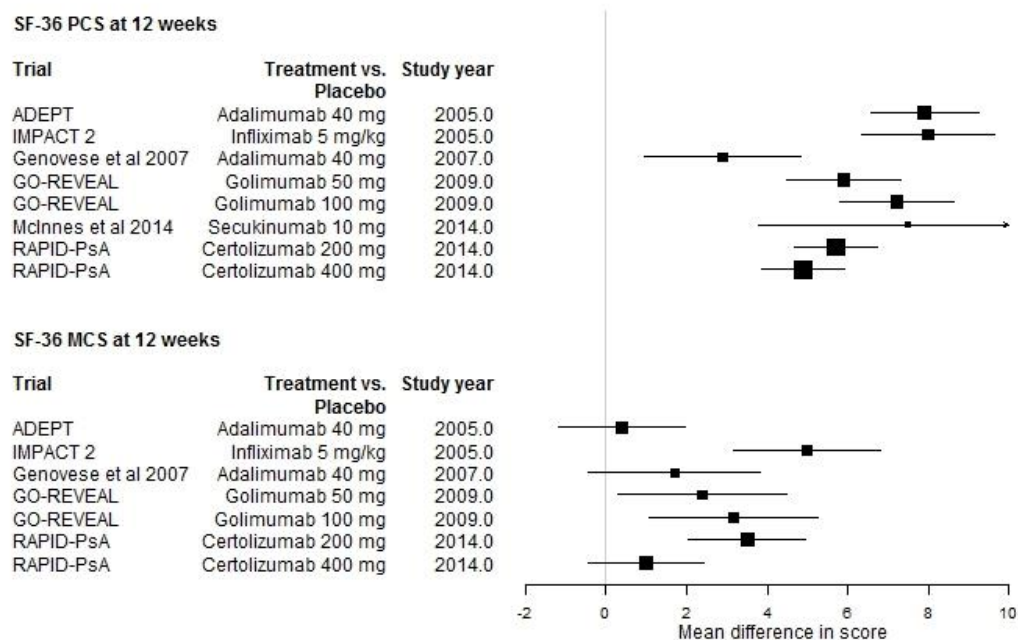 SF-36 PCS at 12 weeks
Trial Treatment vs. Study year
Placebo
ADEPT Adalimumab 40 mg 2005.0
IMPACT 2 Infliximab 5 mg/kg 2005.0
Genovese et al 2007 Adalimumab 40 mg 2007.0
GO-REVEAL Golimumab 50 mg 2009.0
GO-REVEAL Golimumab 100 mg 2009.0
McInnes et al 2014 Secukinumab 10 mg 2014.0
RAPID-PsA Certolizumab 200 mg 2014.0
RAPID-PsA Certolizumab 400 mg 2014.0
SF-36 MCS at 12 weeks
Trial Treatment vs. Study year
Placebo
ADEPT Adalimumab 40 mg 2005.0
IMPACT 2 Infliximab 5 mg/kg 2005.0
Genovese et al 2007 Adalimumab 40 mg 2007.0
GO-REVEAL Golimumab 50 mg 2009.0
GO-REVEAL Golimumab 100 mg 2009.0
RAPID-PsA Certolizumab 200 mg 2014.0
RAPID-PsA Certolizumab 400 mg 2014.0
-2 0 2 4 6 8 10
Mean difference in score